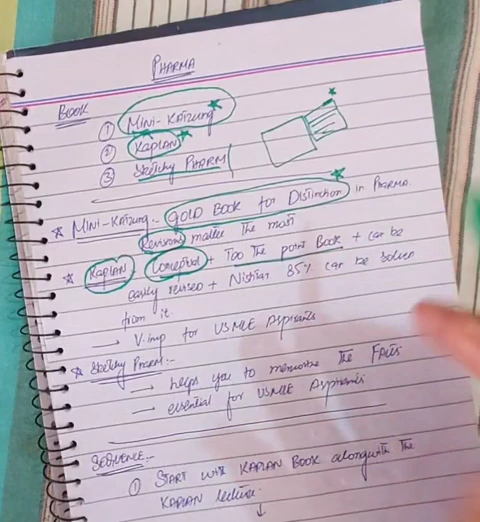 PHARMA
BOOK
① MINI-KATZUNG
② KAPLAN
③ Sketchy PHARM
MINI-KATZUNG - GOLD BOOK for DISTINCTION in PHARMA.
Revisions matter the most
KAPLAN Conceptual + TOO THE point BOOK + can be
easily revised + Nishtar 85% can be solved
from it.
→ V.imp for USMLE Aspirants
Sketchy PHARM:-
→ helps you to memorise The FACTS
→ essential for USMLE Aspirants
SEQUENCE:-
① START with KAPLAN BOOK alongwith The
KAPLAN lecture.
↓